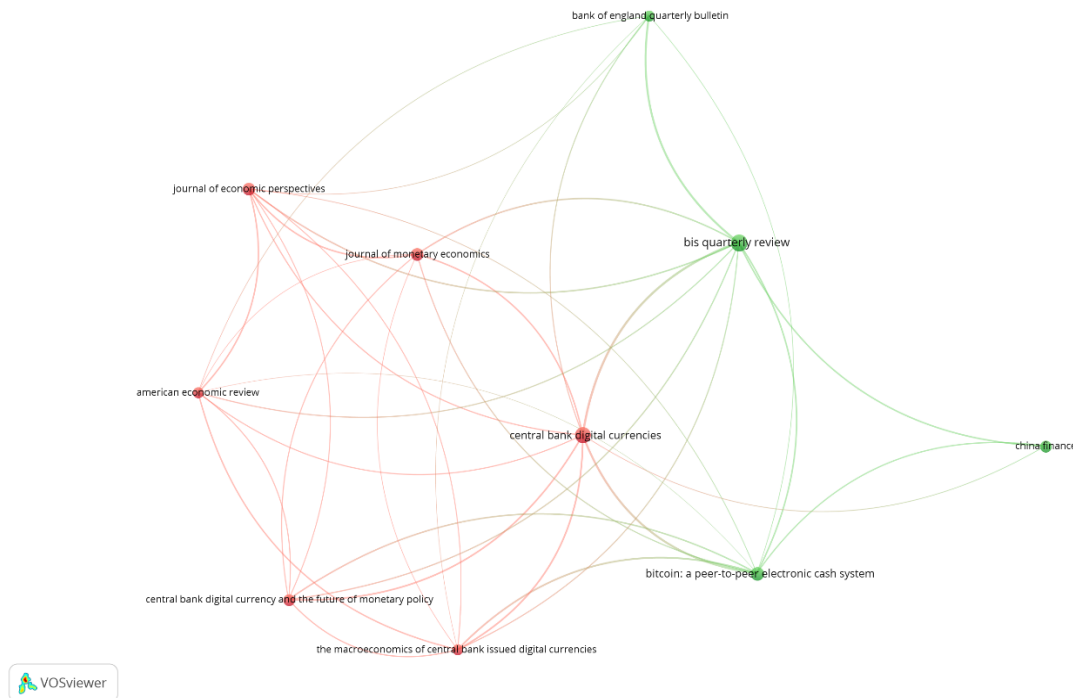 bank of england quarterly bulletin
journal of economic perspectives
bis quarterly review
journal of monetary economics
american economic review
central bank digital currencies
china finance
bitcoin: a peer-to-peer electronic cash system
central bank digital currency and the future of monetary policy
the macroeconomics of central bank issued digital currencies
VOSviewer